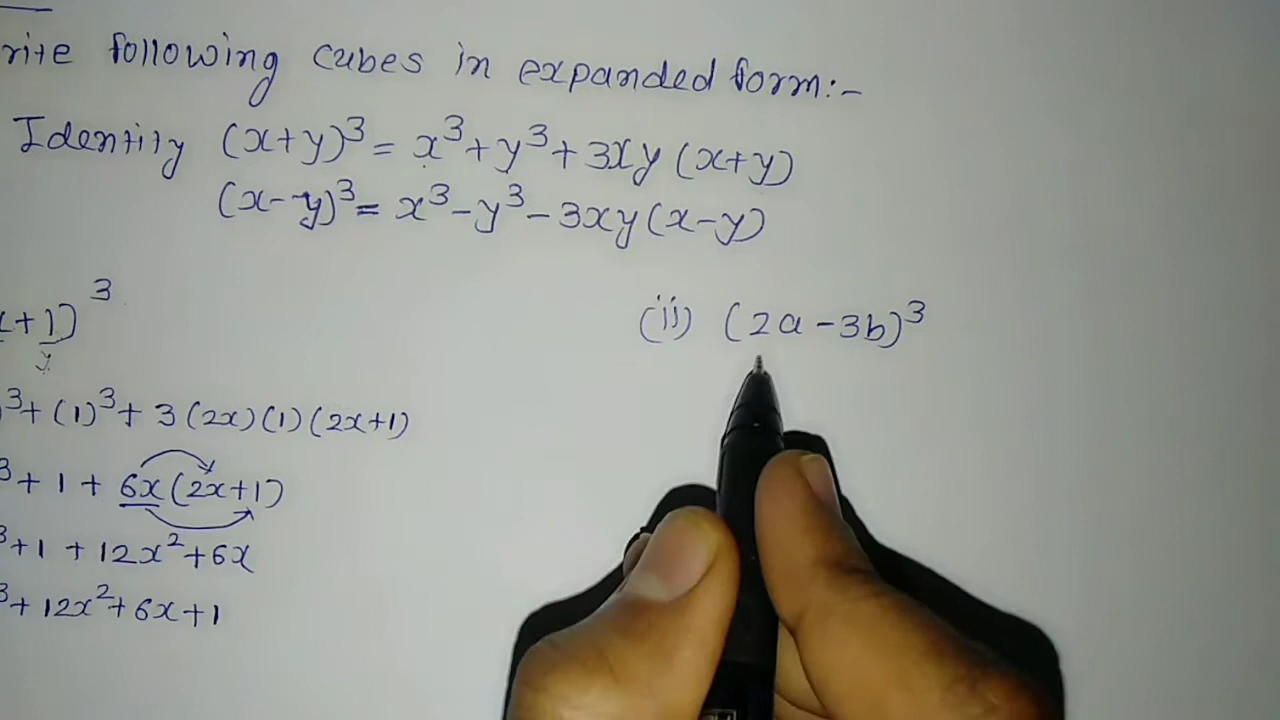 rite following cubes in expanded form:-
Identity (x+y)³ = x³+y³+3xy(x+y)
(x-y)³ = x³-y³-3xy(x-y)
+1)³
y
³+(1)³+3(2x)(1)(2x+1)
³+1+6x(2x+1)
³+1+12x²+6x
³+12x²+6x+1
(ii) (2a-3b)³